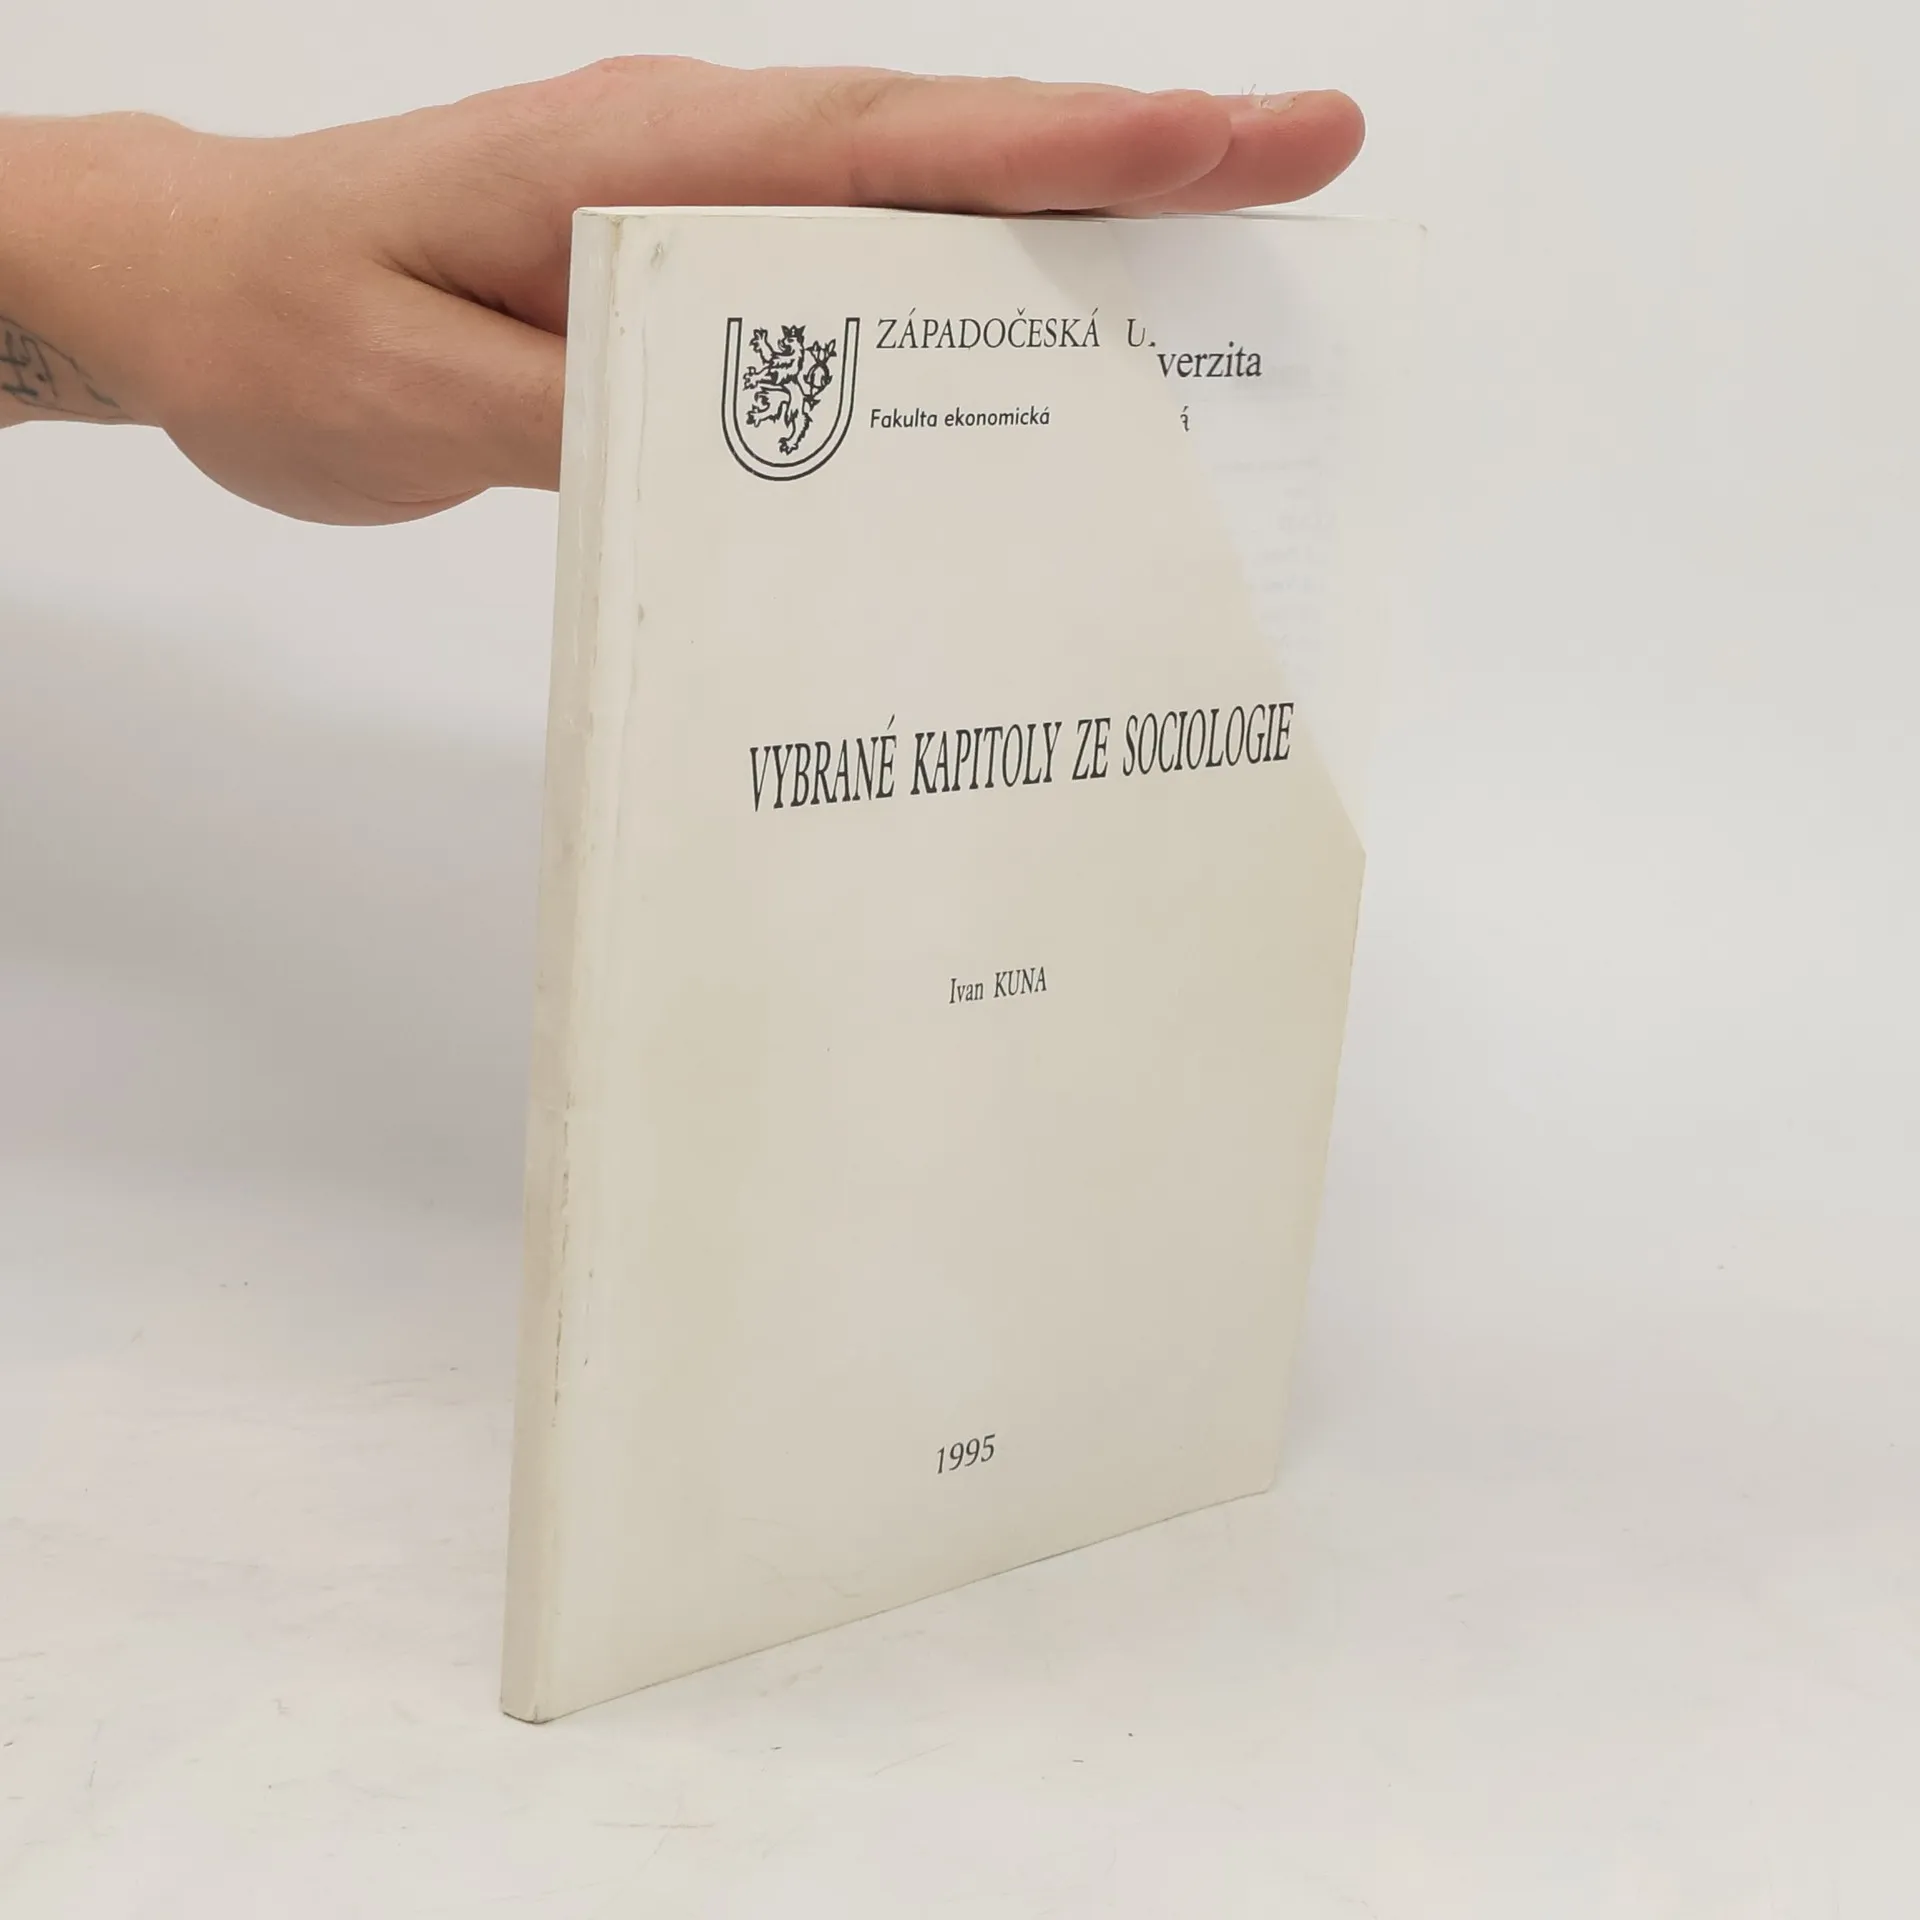 ZÁPADOČESKÁ U
verzita
Fakulta ekonomická
VYBRANÉ KAPITOLY ZE SOCIOLOGIE
Ivan KUNA
1995